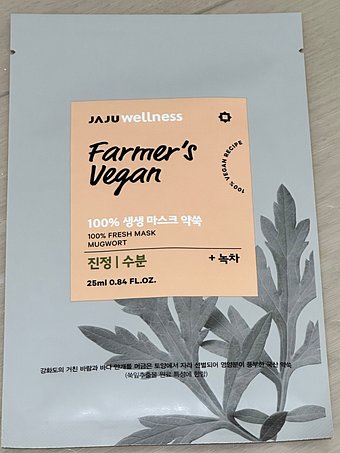 JAJU wellness
Farmer's
Vegan
100% VEGAN RECIPE
100% 생생 마스크 약쑥
100% FRESH MASK
MUGWORT
진정 | 수분
+ 녹차
25ml 0.84 FL.OZ.
강화도의 거친 바람과 바다 안개를 머금은 토양에서 자라 선별되어 영양분이 풍부한 국산 약쑥
(쑥잎추출물 원료 특성에 한함)